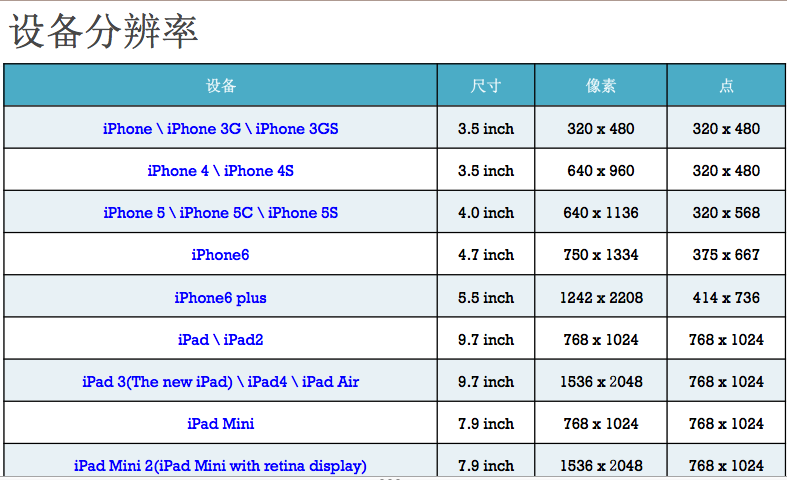 设备分辨率
设备 尺寸 像素 点
iPhone \ iPhone 3G \ iPhone 3GS 3.5 inch 320 x 480 320 x 480
iPhone 4 \ iPhone 4S 3.5 inch 640 x 960 320 x 480
iPhone 5 \ iPhone 5C \ iPhone 5S 4.0 inch 640 x 1136 320 x 568
iPhone6 4.7 inch 750 x 1334 375 x 667
iPhone6 plus 5.5 inch 1242 x 2208 414 x 736
iPad \ iPad2 9.7 inch 768 x 1024 768 x 1024
iPad 3(The new iPad) \ iPad4 \ iPad Air 9.7 inch 1536 x 2048 768 x 1024
iPad Mini 7.9 inch 768 x 1024 768 x 1024
iPad Mini 2(iPad Mini with retina display) 7.9 inch 1536 x 2048 768 x 1024